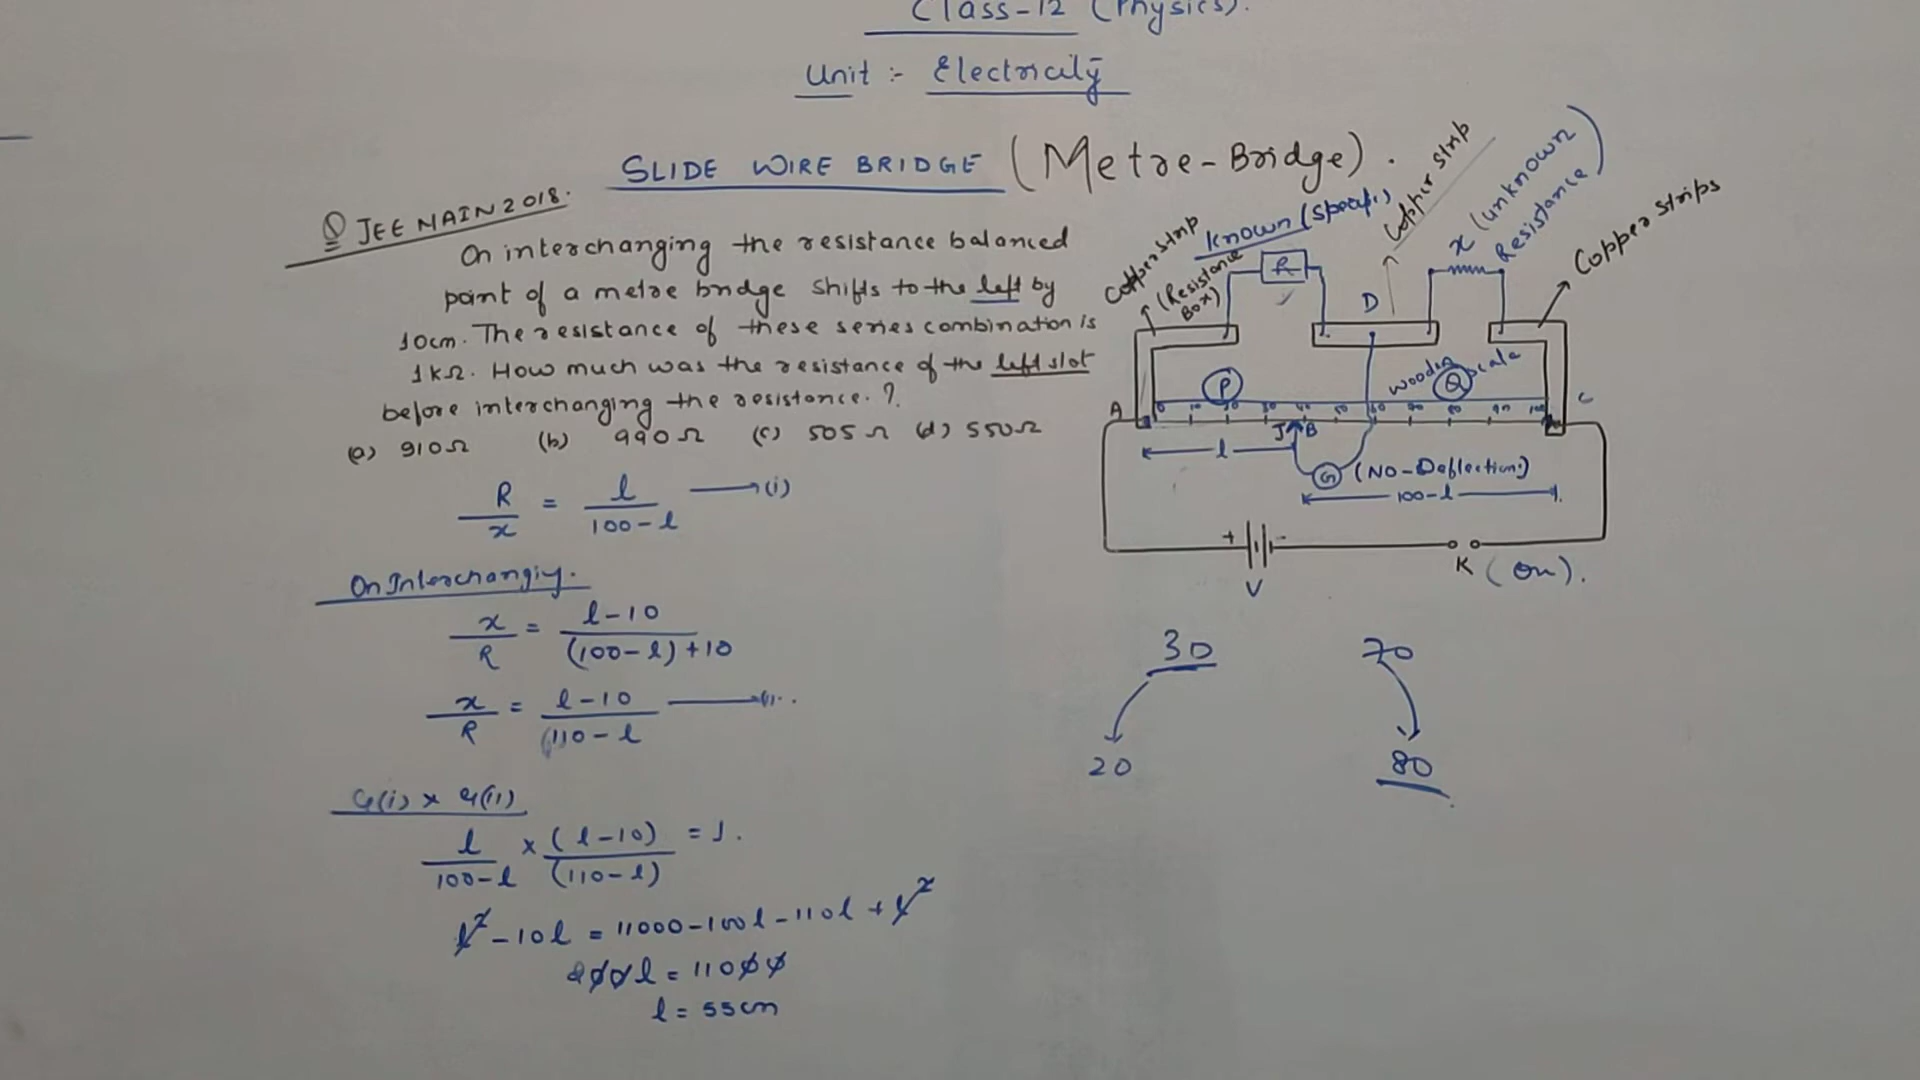 Class-12 (Physics).
Unit :- Electricity
SLIDE WIRE BRIDGE (Metre-Bridge).
Q JEE MAIN 2018.
On interchanging the resistance balanced
point of a metre bridge shifts to the left by
10cm. The resistance of these series combination is
1kΩ. How much was the resistance of the left slot
before interchanging the resistance.?
(a) 910Ω (b) 990Ω (c) 505Ω (d) 550Ω
R/x = l/(100-l) → (i)
On Interchanging.
x/R = (l-10)/((100-l)+10)
x/R = (l-10)/(110-l) → (ii)
(i) x (ii)
l/(100-l) x (l-10)/(110-l) = 1.
l² - 10l = 11000-100l-110l + l²
200l = 11000
l = 55cm
Copper strip
(Resistance
Box)
Known (Specific)
R
Copper strip
x (unknown
Resistance)
Copper strips
D
P
wooden scale
Q
A
0
100
C
J
B
l
G (NO-Deflection.)
100-l
+
-
V
K (On).
30 70
20 80